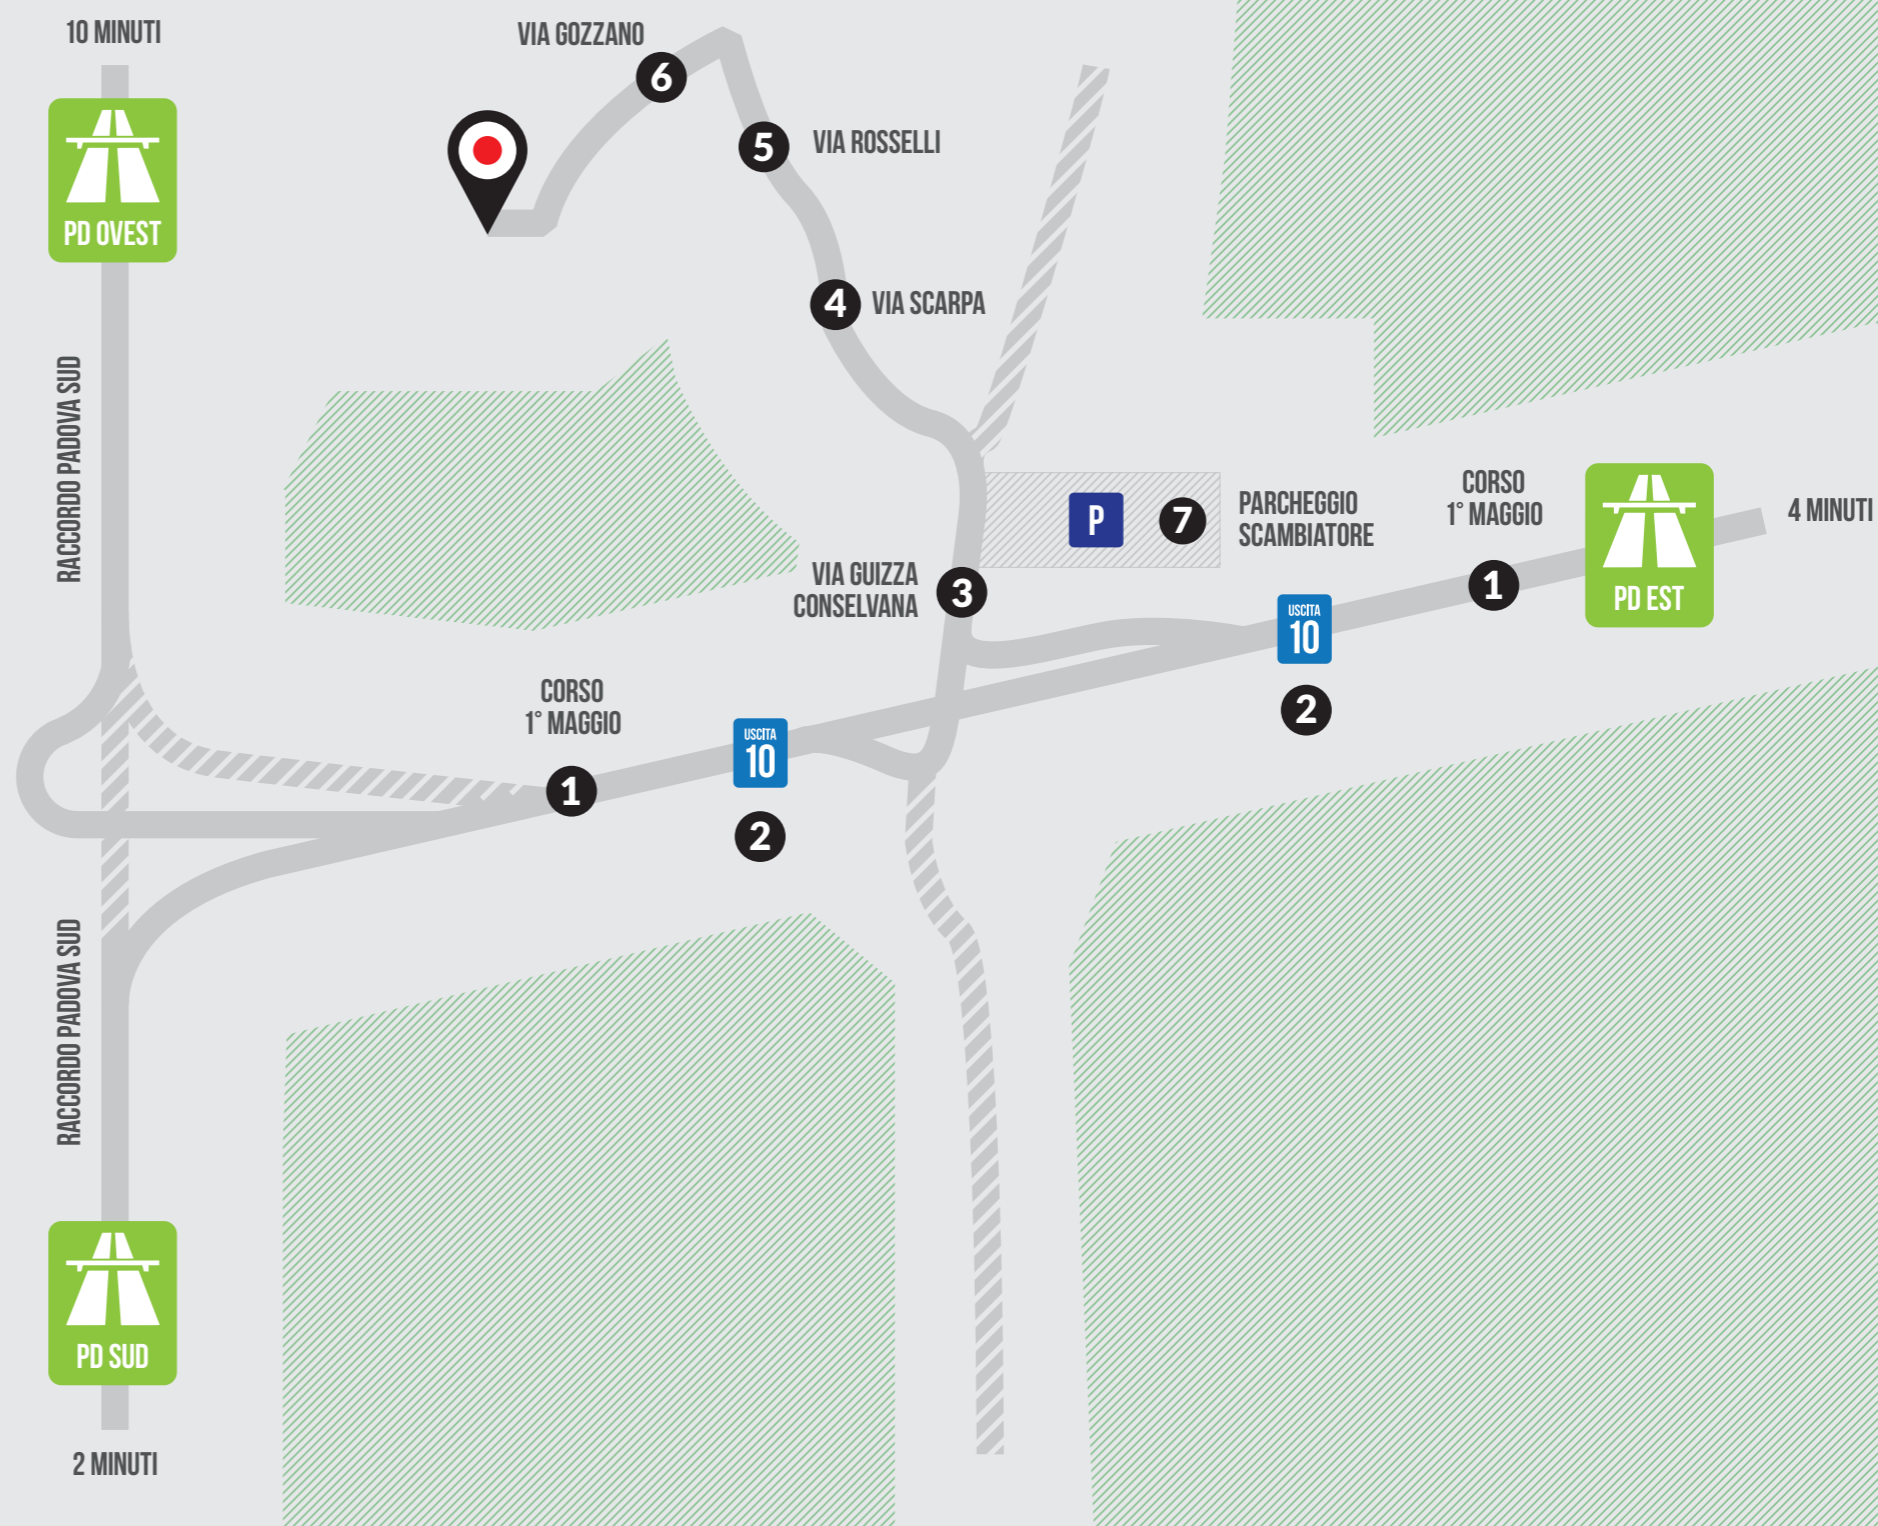 10 MINUTI
PD OVEST
VIA GOZZANO
6
5
VIA ROSSELLI
4
VIA SCARPA
RACCORDO PADOVA SUD
P
7
PARCHEGGIO
SCAMBIATORE
CORSO
1° MAGGIO
1
PD EST
4 MINUTI
VIA GUIZZA
CONSELVANA
3
USCITA
10
2
CORSO
1° MAGGIO
1
USCITA
10
2
RACCORDO PADOVA SUD
PD SUD
2 MINUTI